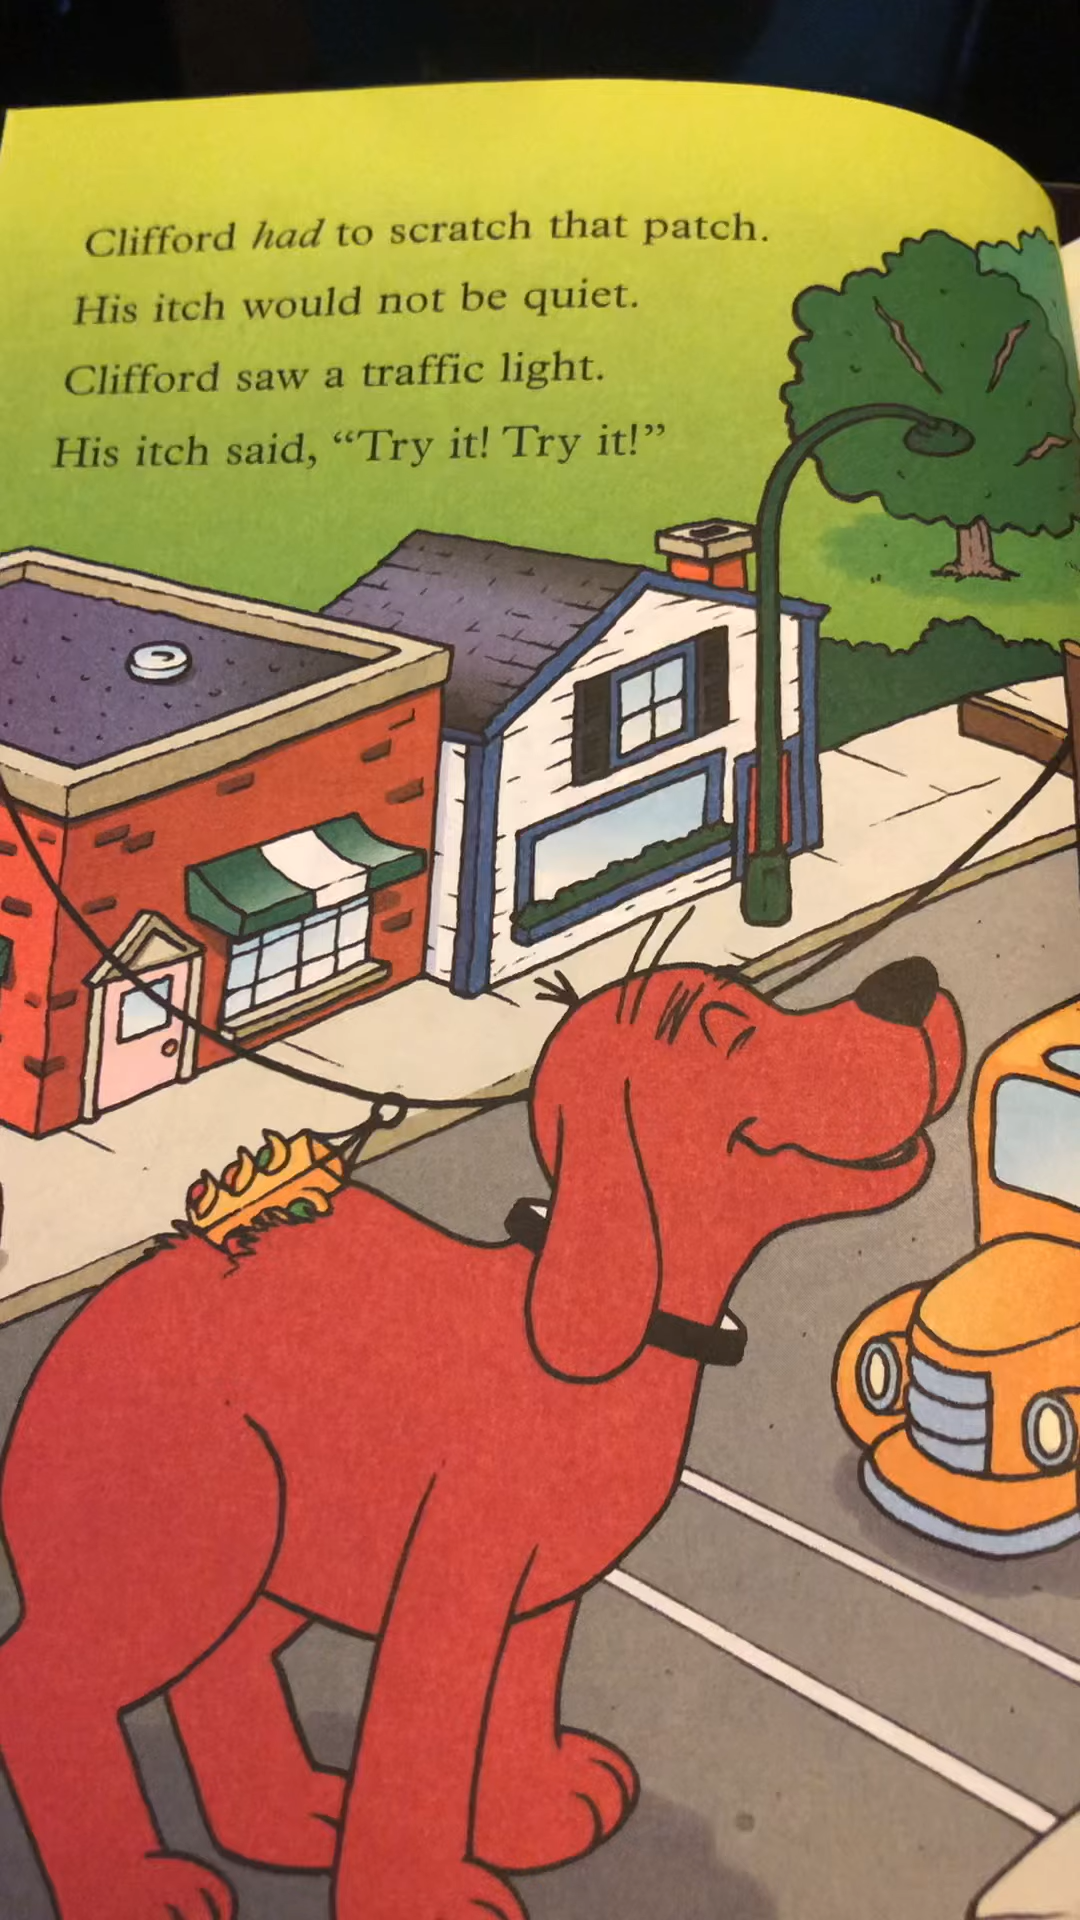 Clifford had to scratch that patch.
His itch would not be quiet.
Clifford saw a traffic light.
His itch said, “Try it! Try it!”